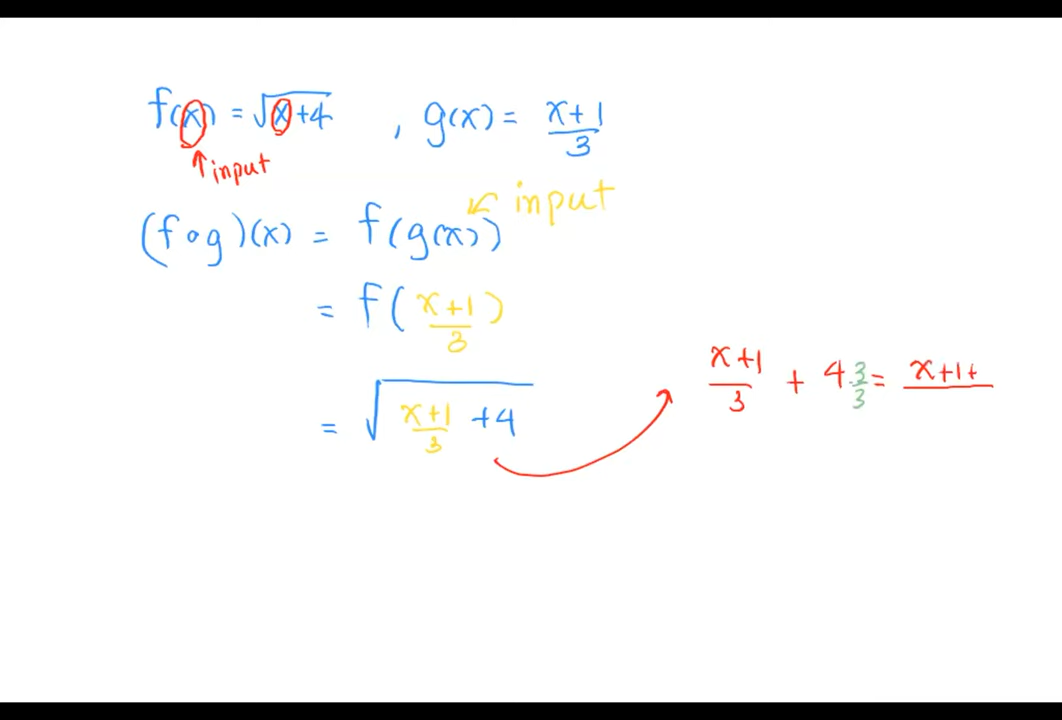 f(x) = √x+4 , g(x) = x+1/3
↑input
input
(f∘g)(x) = f(g(x))
= f(x+1/3)
= √x+1/3 +4
x+1/3 + 4 3/3 = x+1+